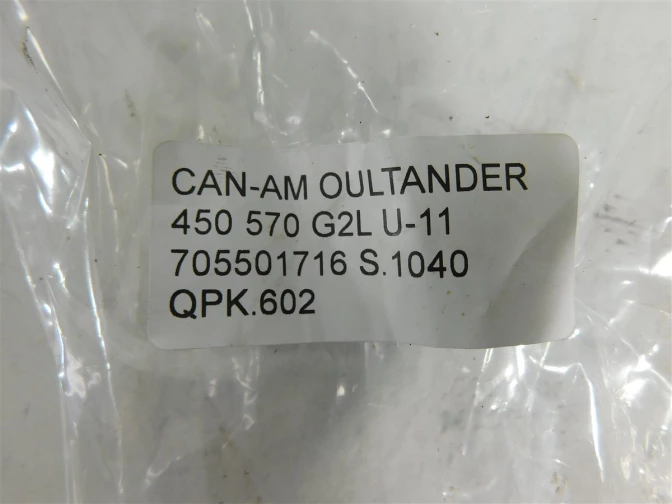 CAN-AM OULTANDER
450 570 G2L U-11
705501716 S.1040
QPK.602